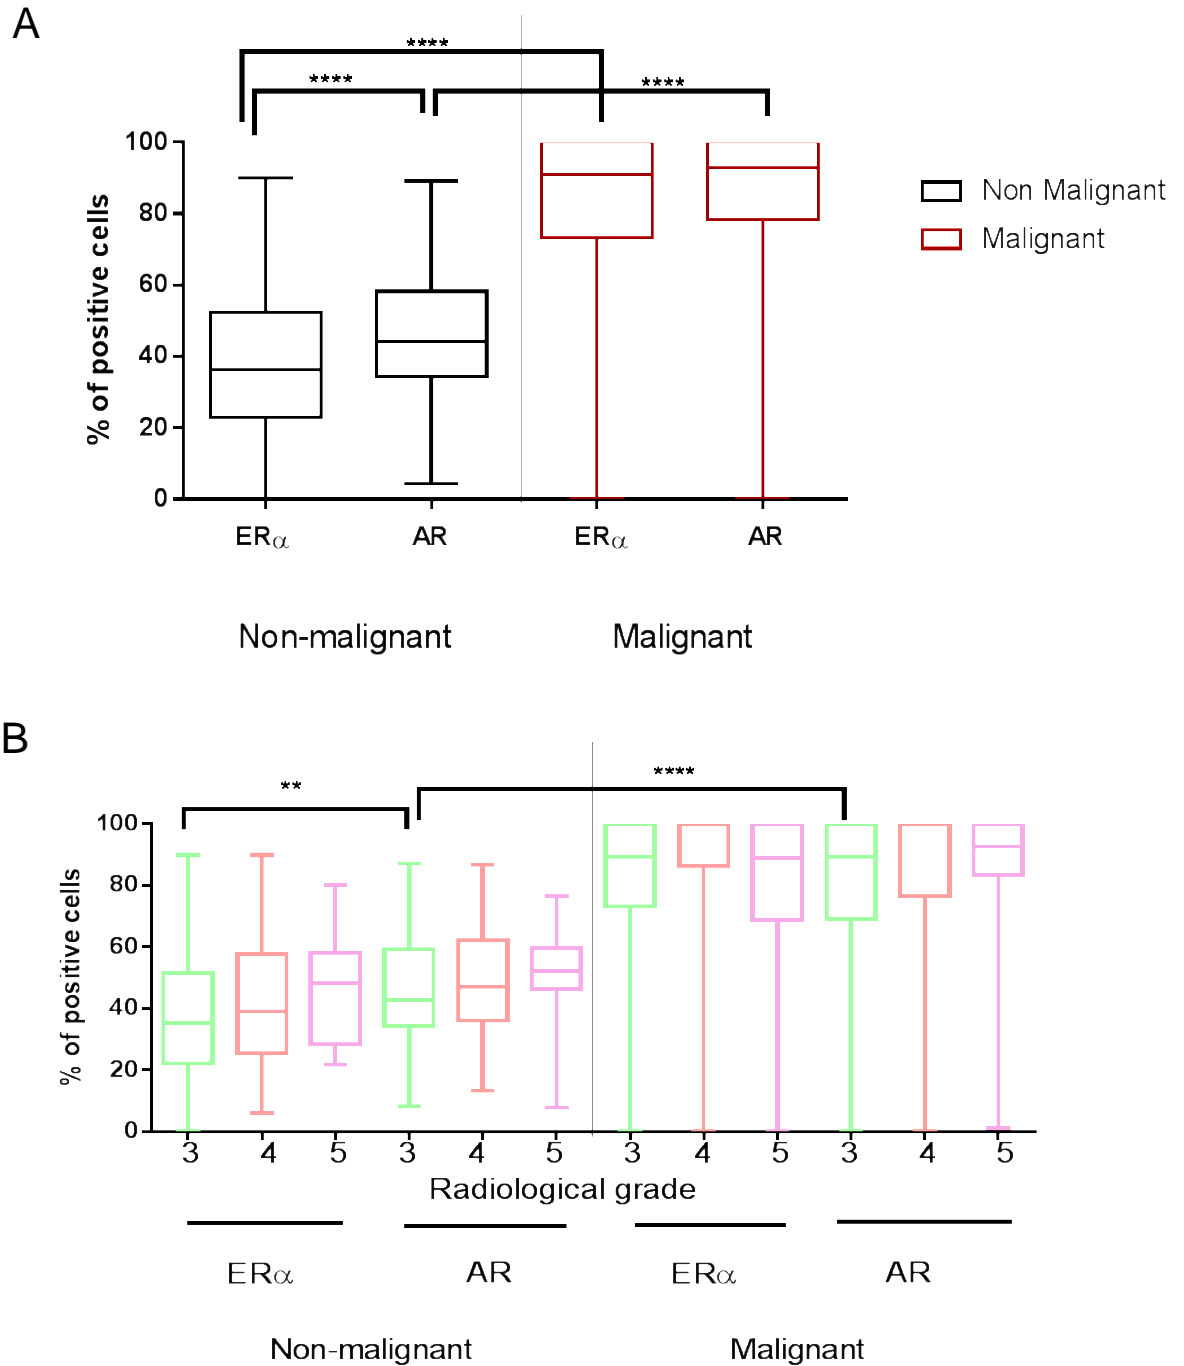 A
****
****
****
100
80
60
40
20
0
% of positive cells
ERα
AR
ERα
AR
Non Malignant
Malignant
Non-malignant
Malignant
B
**
****
100
80
60
40
20
0
% of positive cells
3 4 5 3 4 5 3 4 5 3 4 5
Radiological grade
ERα
AR
ERα
AR
Non-malignant
Malignant